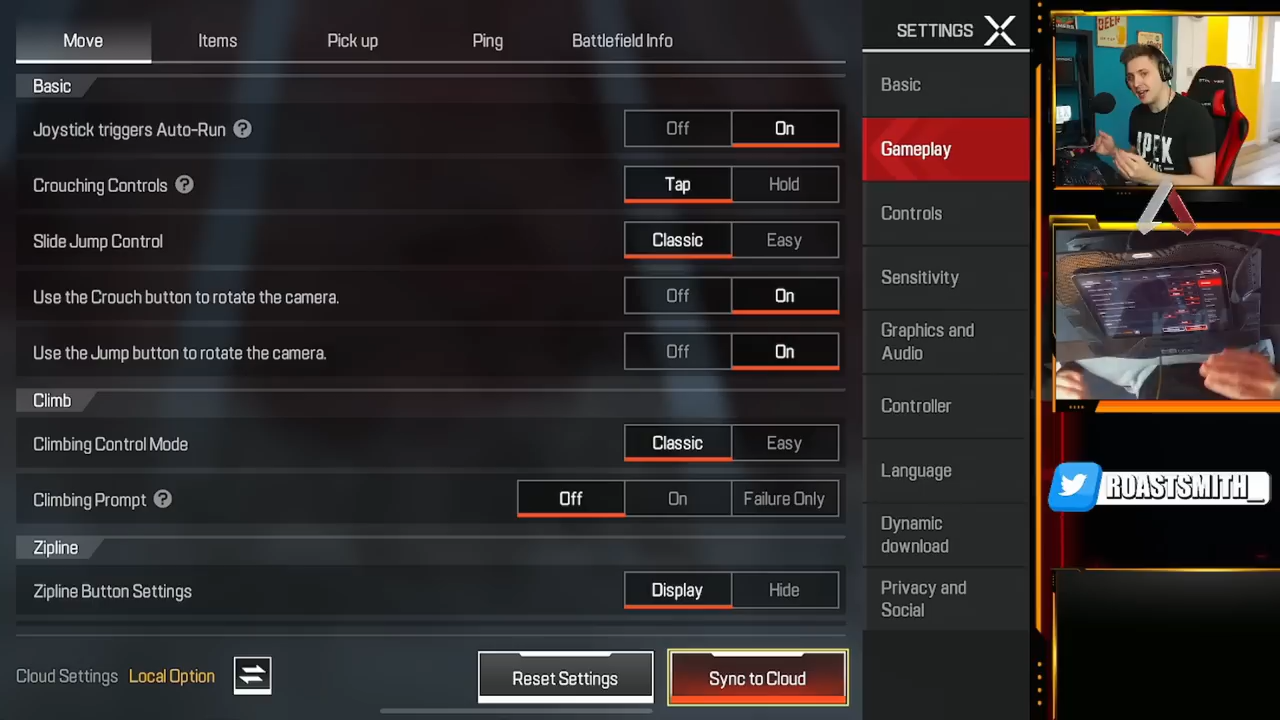 Move
Items
Pick up
Ping
Battlefield Info
SETTINGS
Basic
Joystick triggers Auto-Run ?
Off
On
Crouching Controls ?
Tap
Hold
Slide Jump Control
Classic
Easy
Use the Crouch button to rotate the camera.
Off
On
Use the Jump button to rotate the camera.
Off
On
Climb
Climbing Control Mode
Classic
Easy
Climbing Prompt ?
Off
On
Failure Only
Zipline
Zipline Button Settings
Display
Hide
Cloud Settings Local Option
Reset Settings
Sync to Cloud
Basic
Gameplay
Controls
Sensitivity
Graphics and
Audio
Controller
Language
Dynamic
download
Privacy and
Social
BEER
APEX
ROASTSMITH_